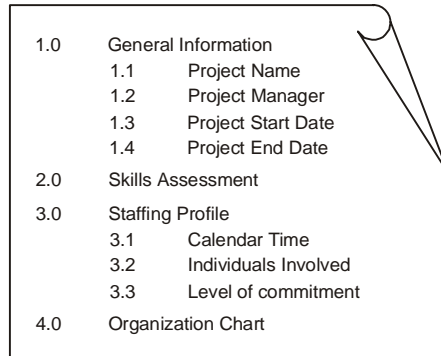 1.0 General Information
1.1 Project Name
1.2 Project Manager
1.3 Project Start Date
1.4 Project End Date
2.0 Skills Assessment
3.0 Staffing Profile
3.1 Calendar Time
3.2 Individuals Involved
3.3 Level of commitment
4.0 Organization Chart